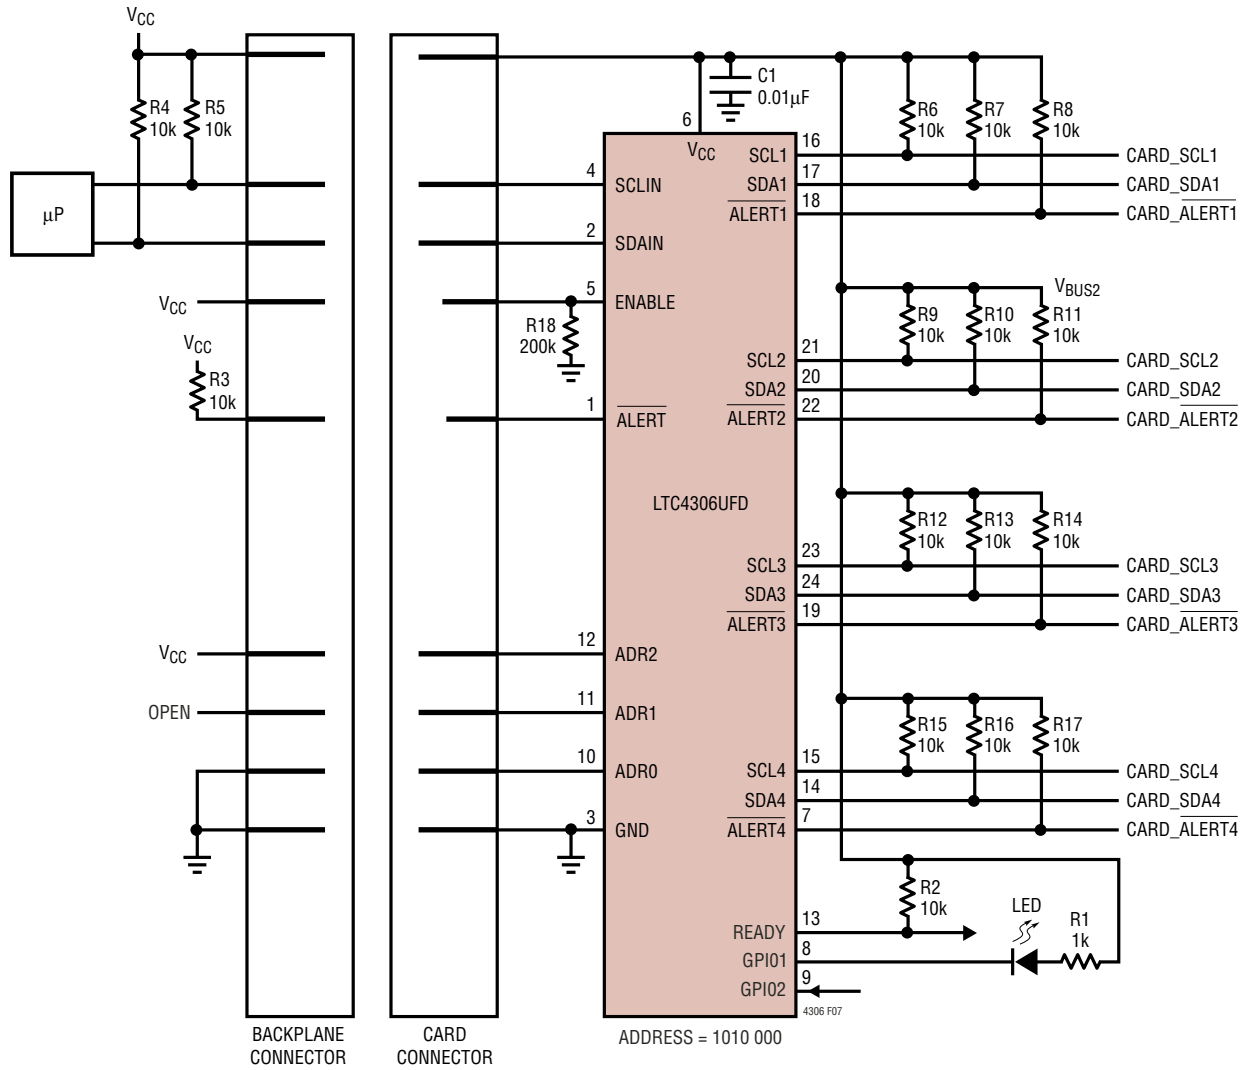 VCC
R4
10k
R5
10k
µP
VCC
VCC
R3
10k
VCC
OPEN
BACKPLANE
CONNECTOR
CARD
CONNECTOR
C1
0.01µF
6
VCC
4
SCLIN
2
SDAIN
5
ENABLE
R18
200k
1
ALERT
LTC4306UFD
12
ADR2
11
ADR1
10
ADR0
3
GND
SCL1
16
SDA1
17
ALERT1
18
R6
10k
R7
10k
R8
10k
CARD_SCL1
CARD_SDA1
CARD_ALERT1
VBUS2
R9
10k
R10
10k
R11
10k
SCL2
21
SDA2
20
ALERT2
22
CARD_SCL2
CARD_SDA2
CARD_ALERT2
R12
10k
R13
10k
R14
10k
SCL3
23
SDA3
24
ALERT3
19
CARD_SCL3
CARD_SDA3
CARD_ALERT3
R15
10k
R16
10k
R17
10k
SCL4
15
SDA4
14
ALERT4
7
CARD_SCL4
CARD_SDA4
CARD_ALERT4
R2
10k
READY
13
GPIO1
8
GPIO2
9
LED
R1
1k
4306 F07
ADDRESS = 1010 000